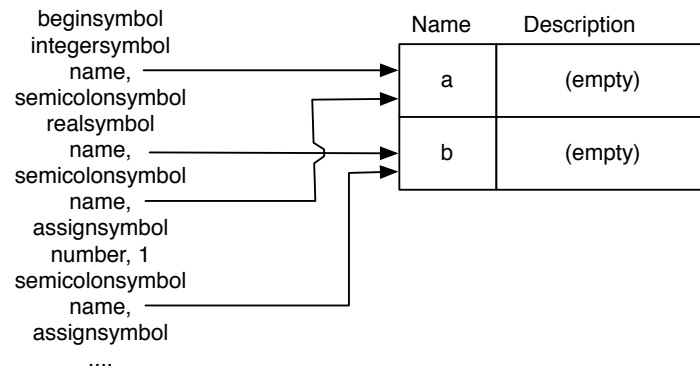 beginsymbol
integersymbol
name,
semicolonsymbol
realsymbol
name,
semicolonsymbol
name,
assignsymbol
number, 1
semicolonsymbol
name,
assignsymbol
....
Name Description
a (empty)
b (empty)